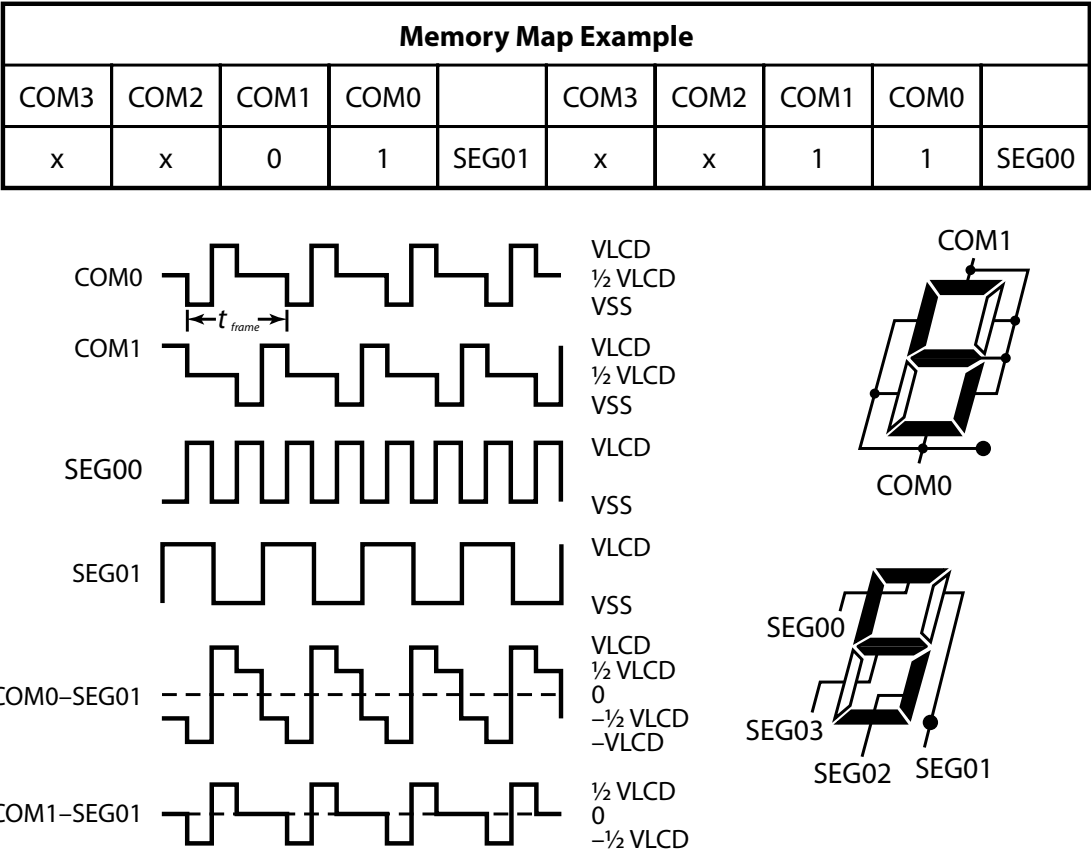 Memory Map Example
COM3 COM2 COM1 COM0 COM3 COM2 COM1 COM0
x x 0 1 SEG01 x x 1 1 SEG00
COM0
VLCD
½ VLCD
VSS
t frame
COM1
VLCD
½ VLCD
VSS
SEG00
VLCD
VSS
SEG01
VLCD
VSS
COM0–SEG01
VLCD
½ VLCD
0
–½ VLCD
–VLCD
COM1–SEG01
½ VLCD
0
–½ VLCD
COM1
COM0
SEG00
SEG03
SEG02
SEG01